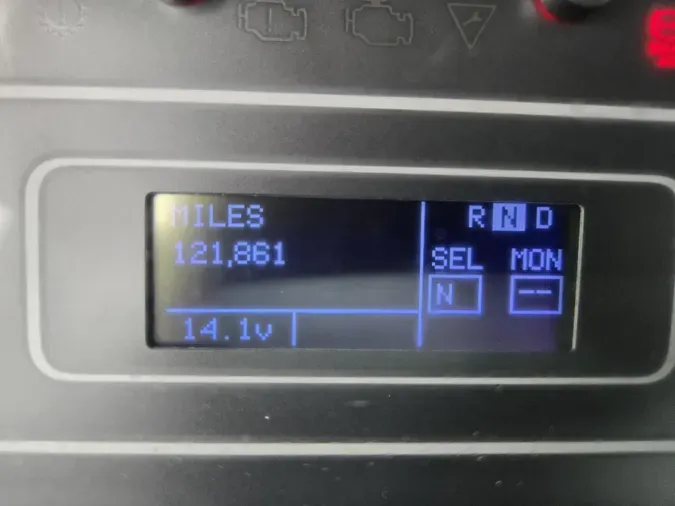 MILES
121,861
14.1v
R N D
SEL MON
N --